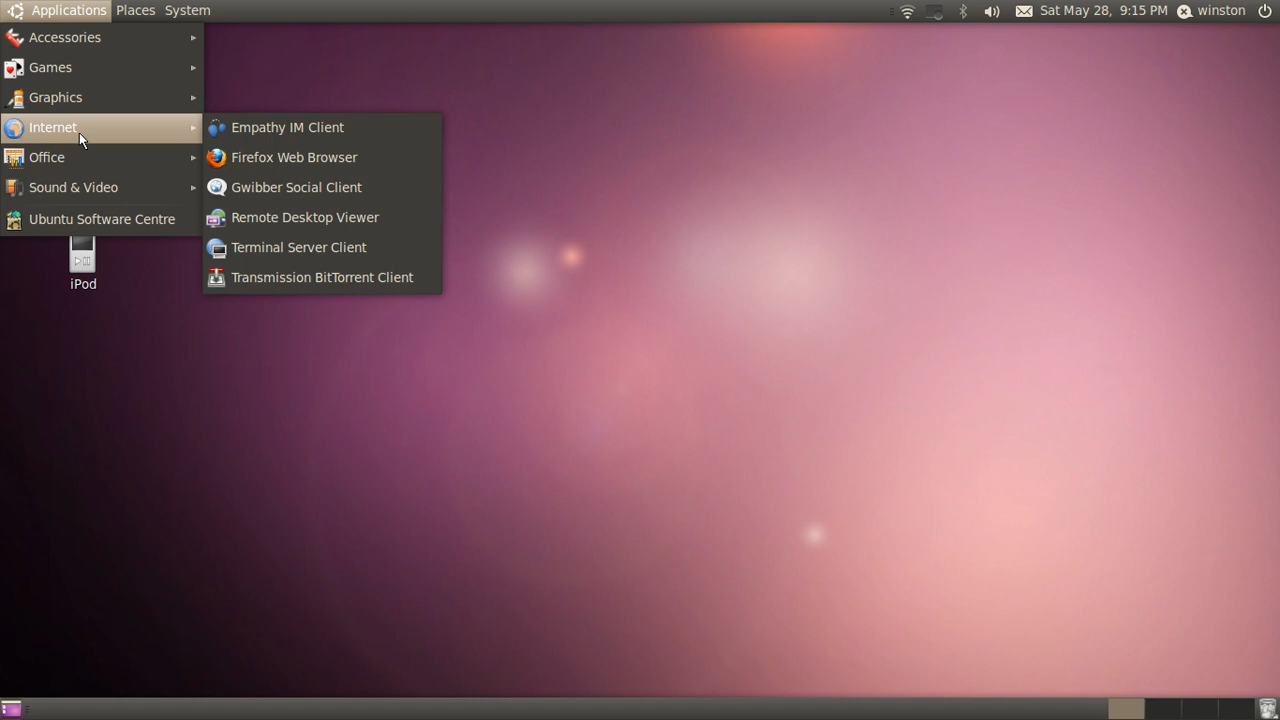 Applications Places System
Sat May 28, 9:15 PM winston
Accessories
Games
Graphics
Internet
Office
Sound & Video
Ubuntu Software Centre
Empathy IM Client
Firefox Web Browser
Gwibber Social Client
Remote Desktop Viewer
Terminal Server Client
Transmission BitTorrent Client
iPod